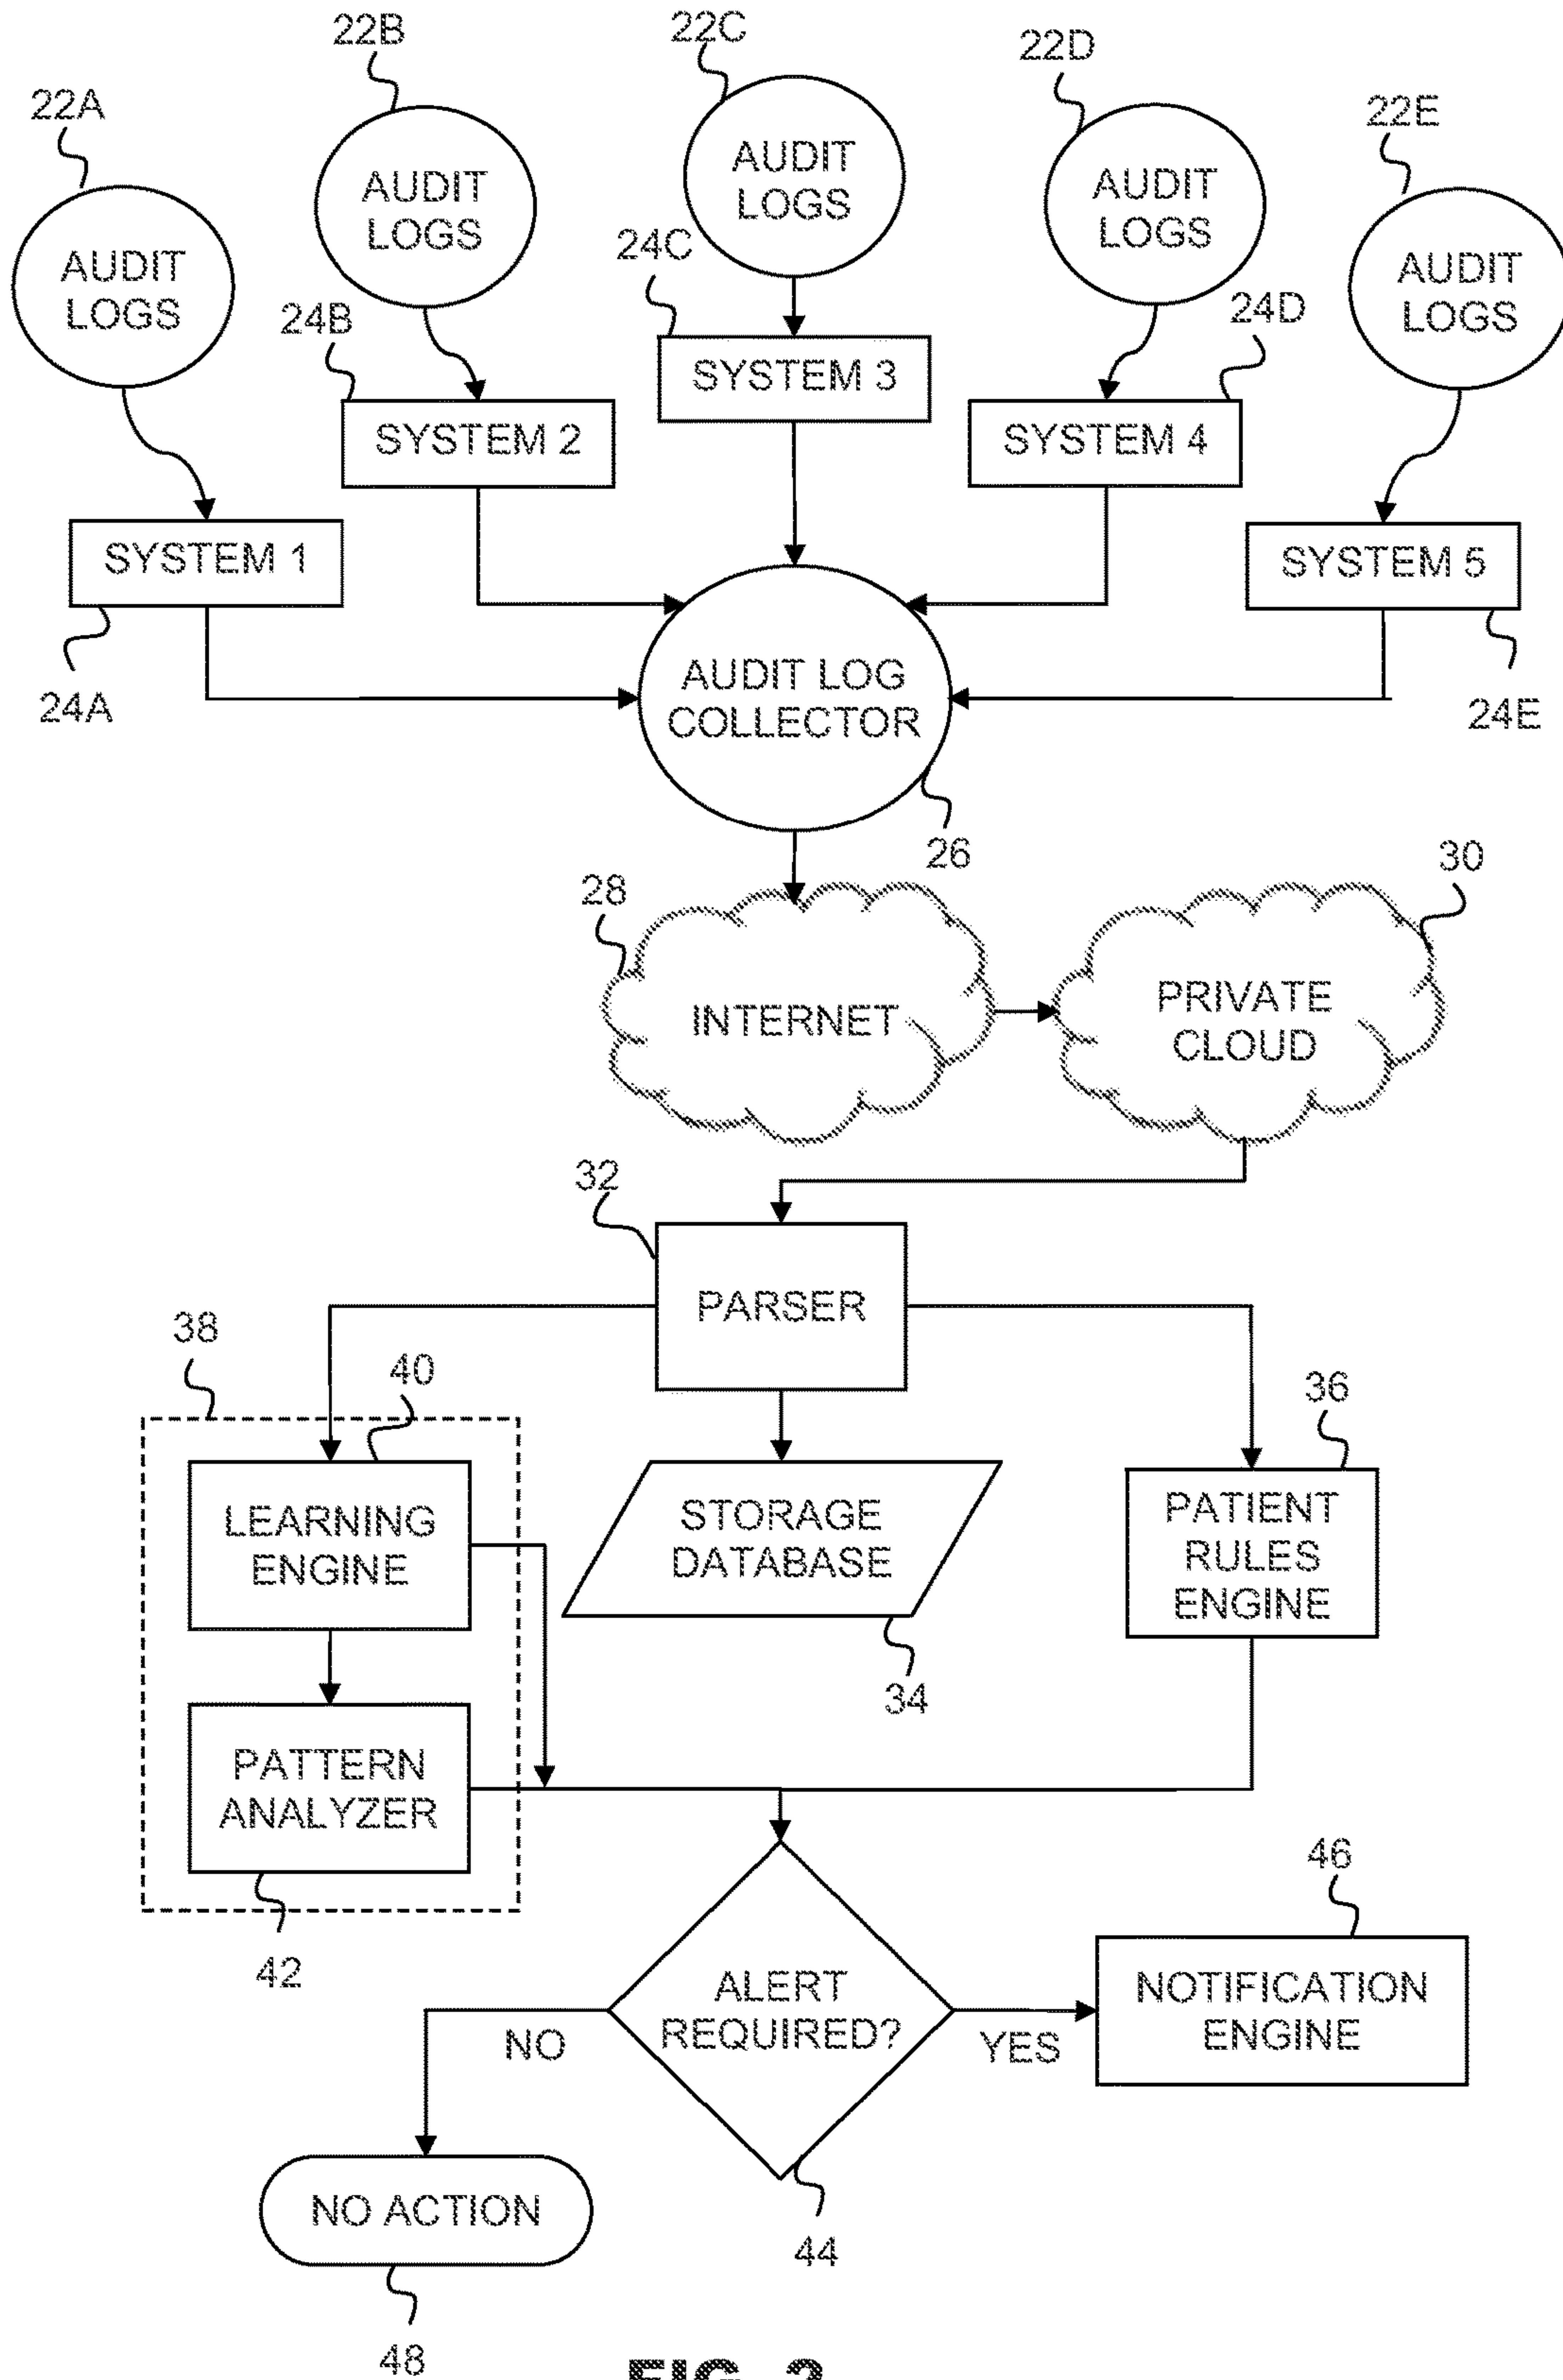 22A
22B
22C
22D
22E
AUDIT
LOGS
AUDIT
LOGS
AUDIT
LOGS
AUDIT
LOGS
AUDIT
LOGS
24A
24B
24C
24D
24E
SYSTEM 1
SYSTEM 2
SYSTEM 3
SYSTEM 4
SYSTEM 5
AUDIT LOG
COLLECTOR
26
28
INTERNET
30
PRIVATE
CLOUD
32
PARSER
38
40
LEARNING
ENGINE
STORAGE
DATABASE
34
36
PATIENT
RULES
ENGINE
PATTERN
ANALYZER
42
ALERT
REQUIRED?
44
NO
YES
46
NOTIFICATION
ENGINE
NO ACTION
48